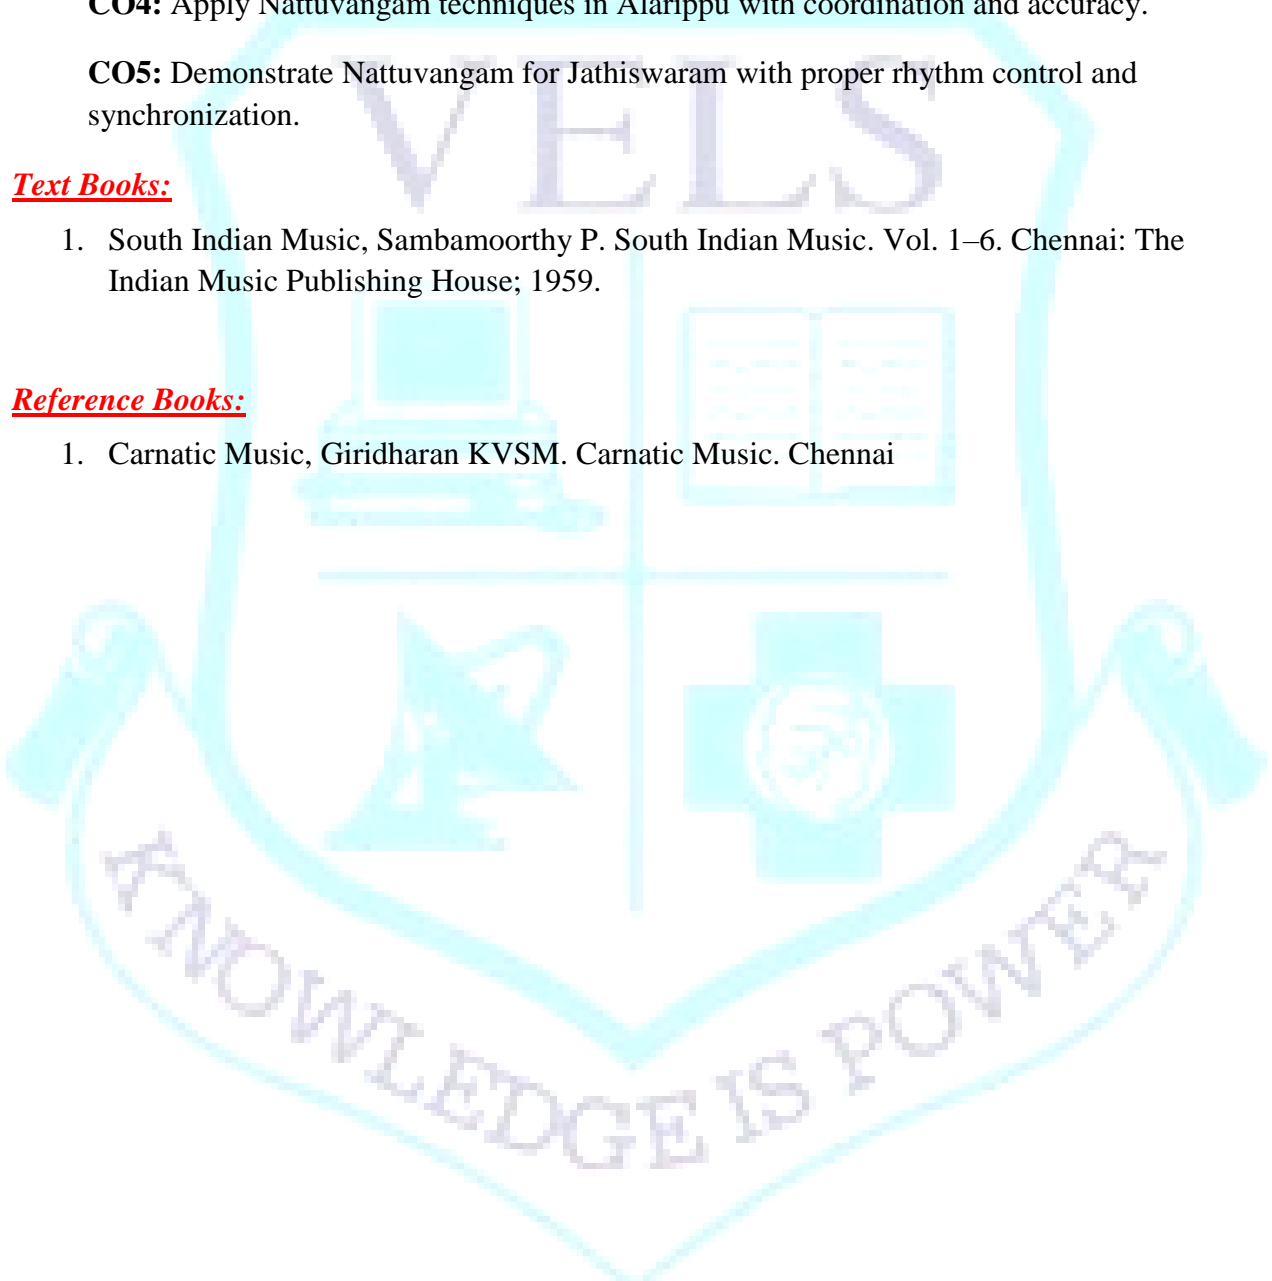 CO4: Apply Nattuvangam techniques in Alarippu with coordination and accuracy.
CO5: Demonstrate Nattuvangam for Jathiswaram with proper rhythm control and
synchronization.
Text Books:
1. South Indian Music, Sambamoorthy P. South Indian Music. Vol. 1–6. Chennai: The
Indian Music Publishing House; 1959.
Reference Books:
1. Carnatic Music, Giridharan KVSM. Carnatic Music. Chennai
VELS
KNOWLEDGE IS POWER